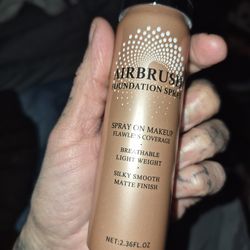 AIRBRUSH
FOUNDATION SPRAY
SPRAY ON MAKEUP
FLAWLESS COVERAGE
• BREATHABLE
LIGHT WEIGHT
• SILKY SMOOTH
MATTE FINISH
NET:2.36FL.OZ